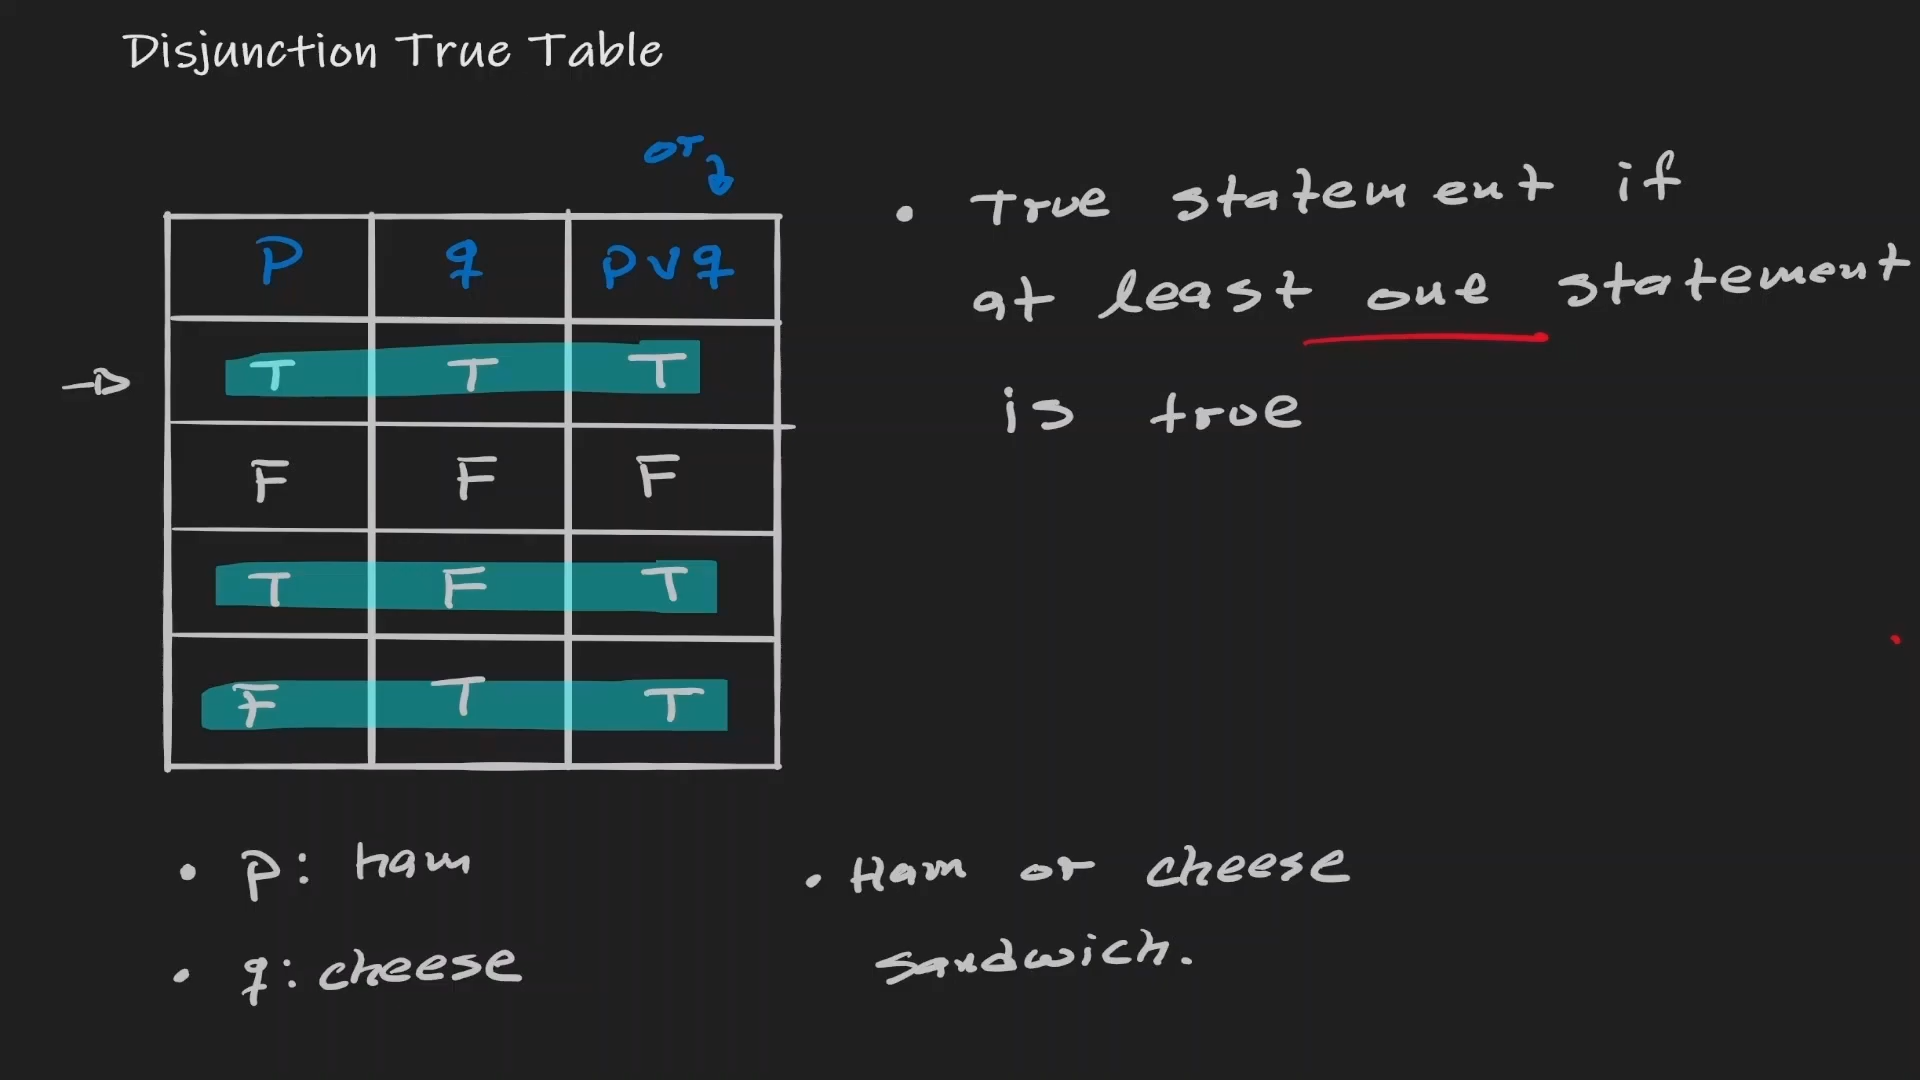 Disjunction True Table
or
p q p∨q
T T T
F F F
T F T
F T T
• True statement if
at least one statement
is true
• p: ham
• q: cheese
• Ham or cheese
sandwich.